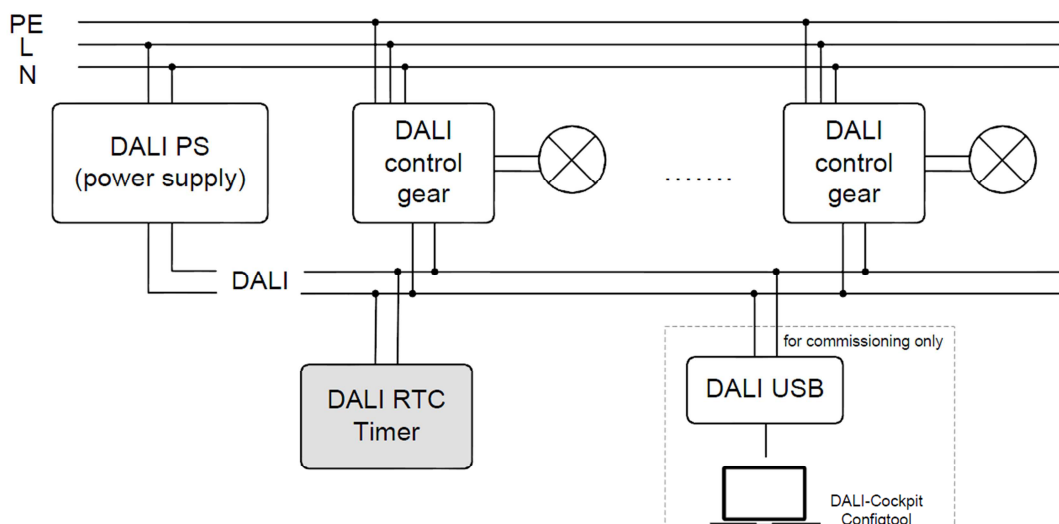 PE
L
N
DALI PS
(power supply)
DALI
control
gear
.......
DALI
control
gear
DALI
for commissioning only
DALI RTC
Timer
DALI USB
DALI-Cockpit
Configtool